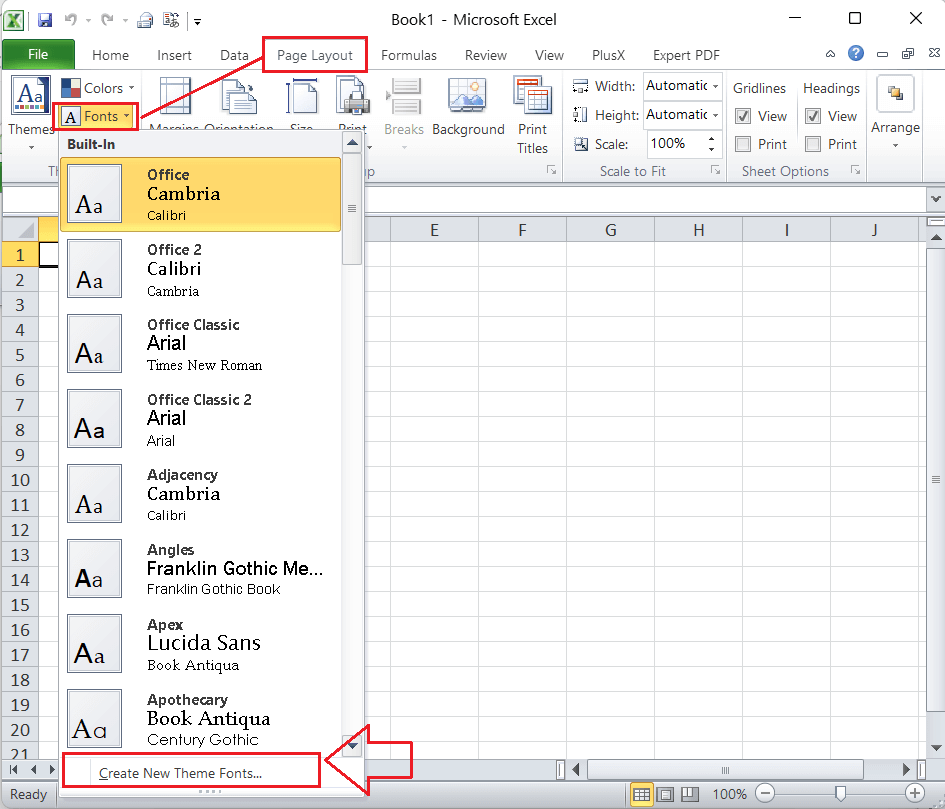 Book1 - Microsoft Excel
File Home Insert Data Page Layout Formulas Review View PlusX Expert PDF
Colors Width: Automatic Gridlines Headings
A Fonts Height: Automatic View View Arrange
Themes Margins Orientation Size Print Breaks Background Print Titles Scale: 100% Print Print
Scale to Fit Sheet Options
Built-In
Aa
Office
Cambria
Calibri
Aa
Office 2
Calibri
Cambria
Aa
Office Classic
Arial
Times New Roman
Aa
Office Classic 2
Arial
Arial
Aa
Adjacency
Cambria
Calibri
Aa
Angles
Franklin Gothic Me...
Franklin Gothic Book
Aa
Apex
Lucida Sans
Book Antiqua
Aa
Apothecary
Book Antiqua
Century Gothic
Create New Theme Fonts...
E F G H I J
1
2
3
4
5
6
7
8
9
10
11
12
13
14
15
16
17
18
19
20
21
Ready 100%